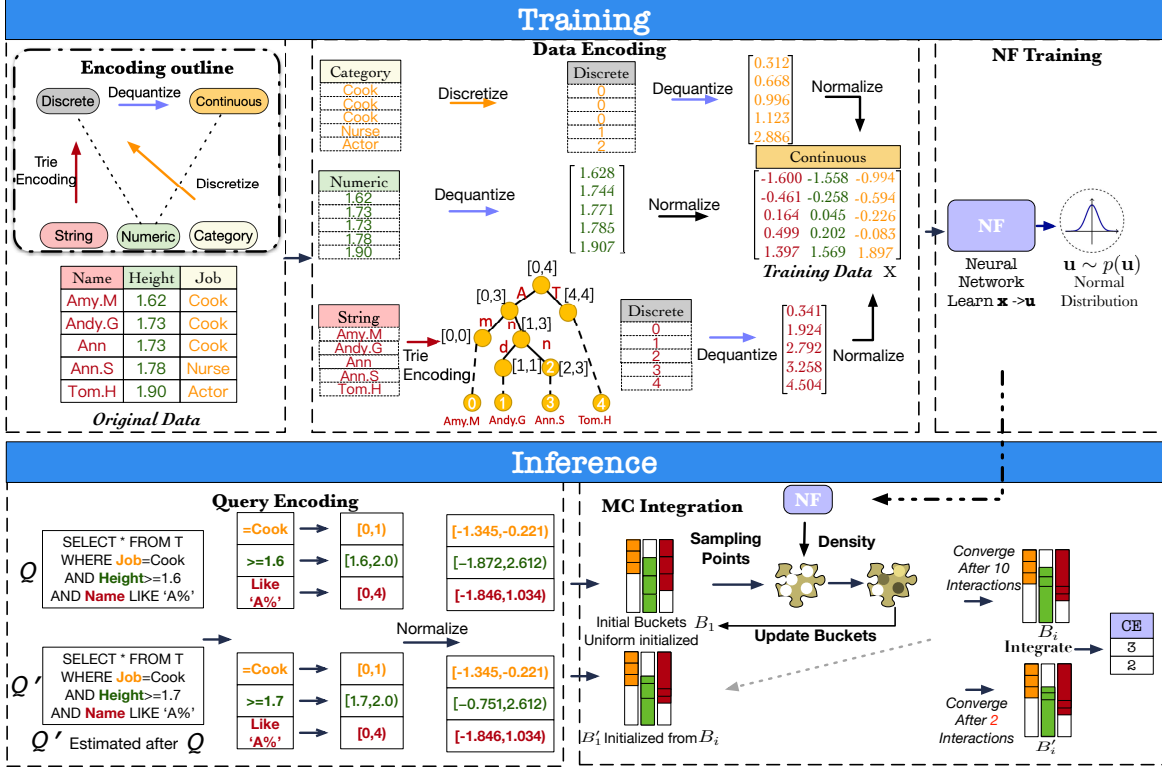 Training
Encoding outline
Discrete
Dequantize
Continuous
Trie
Encoding
Discretize
String
Numeric
Category
Name Height Job
Amy.M 1.62 Cook
Andy.G 1.73 Cook
Ann 1.73 Cook
Ann.S 1.78 Nurse
Tom.H 1.90 Actor
Original Data
Data Encoding
Category
Cook
Cook
Cook
Nurse
Actor
Discretize
Discrete
0
0
0
1
2
Dequantize
0.312
0.668
0.996
1.123
2.886
Normalize
Numeric
1.62
1.73
1.73
1.78
1.90
Dequantize
1.628
1.744
1.771
1.785
1.907
Normalize
Continuous
-1.600 -1.558 -0.994
-0.461 -0.258 -0.594
0.164 0.045 -0.226
0.499 0.202 -0.083
1.397 1.569 1.897
Training Data X
String
Amy.M
Andy.G
Ann
Ann.S
Tom.H
Trie
Encoding
[0,4]
[0,3] A T [4,4]
[0,0] m n [1,3]
d n
[1,1] 2 [2,3]
0 1 3 4
Amy.M Andy.G Ann.S Tom.H
Discrete
0
1
2
3
4
Dequantize
0.341
1.924
2.792
3.258
4.504
Normalize
NF Training
NF
Neural
Network
Learn x ->u
u ∼ p(u)
Normal
Distribution
Inference
Query Encoding
Q
SELECT * FROM T
WHERE Job=Cook
AND Height>=1.6
AND Name LIKE 'A%'
=Cook [0,1) [-1.345,-0.221)
>=1.6 [1.6,2.0) [-1.872,2.612)
Like
'A%' [0,4) [-1.846,1.034)
Normalize
Q'
SELECT * FROM T
WHERE Job=Cook
AND Height>=1.7
AND Name LIKE 'A%'
=Cook [0,1) [-1.345,-0.221)
>=1.7 [1.7,2.0) [-0.751,2.612)
Like
'A%' [0,4) [-1.846,1.034)
Q' Estimated after Q
MC Integration
NF
Sampling
Points
Density
Initial Buckets B₁
Uniform initialized
Update Buckets
B₁′ Initialized from Bᵢ
Converge
After 10
Interactions
Bᵢ
Integrate
CE
3
2
Converge
After 2
Interactions
Bᵢ′